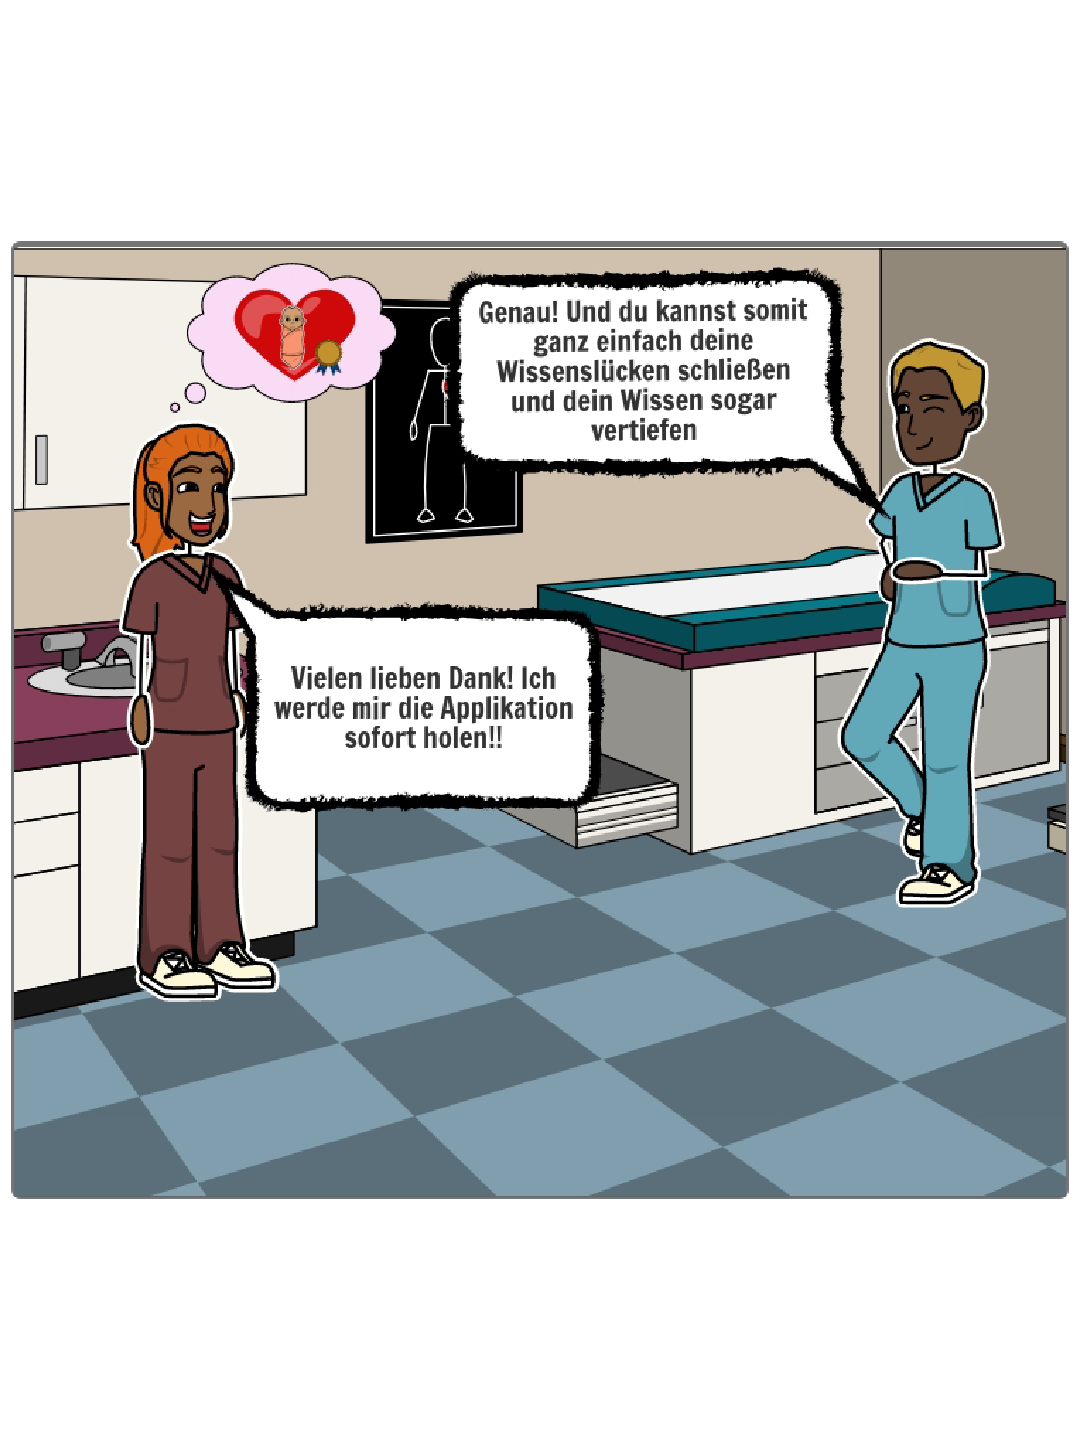 Genau! Und du kannst somit
ganz einfach deine
Wissenslücken schließen
und dein Wissen sogar
vertiefen
Vielen lieben Dank! Ich
werde mir die Applikation
sofort holen!!